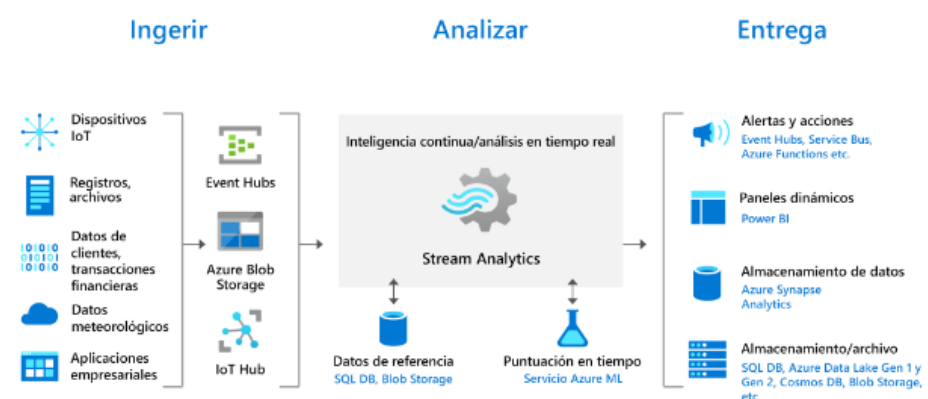 Ingerir
Analizar
Entrega
Dispositivos
IoT
Registros,
archivos
Datos de
clientes,
transacciones
financieras
Datos
meteorológicos
Aplicaciones
empresariales
Event Hubs
Azure Blob
Storage
IoT Hub
Inteligencia continua/análisis en tiempo real
Stream Analytics
Datos de referencia
SQL DB, Blob Storage
Puntuación en tiempo
Servicio Azure ML
Alertas y acciones
Event Hubs, Service Bus,
Azure Functions etc.
Paneles dinámicos
Power BI
Almacenamiento de datos
Azure Synapse
Analytics
Almacenamiento/archivo
SQL DB, Azure Data Lake Gen 1 y
Gen 2, Cosmos DB, Blob Storage,
etc